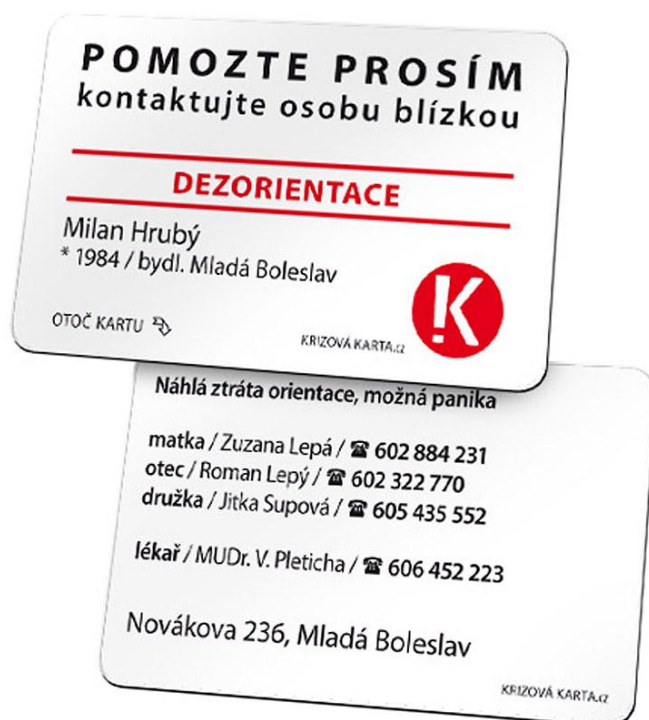 POMOZTE PROSÍM
kontaktujte osobu blízkou
DEZORIENTACE
Milan Hrubý
* 1984 / bydl. Mladá Boleslav
OTOČ KARTU
KRIZOVÁ KARTA.cz
Náhlá ztráta orientace, možná panika
matka / Zuzana Lepá / ☎ 602 884 231
otec / Roman Lepý / ☎ 602 322 770
družka / Jitka Supová / ☎ 605 435 552
lékař / MUDr. V. Pleticha / ☎ 606 452 223
Novákova 236, Mladá Boleslav
KRIZOVÁ KARTA.cz